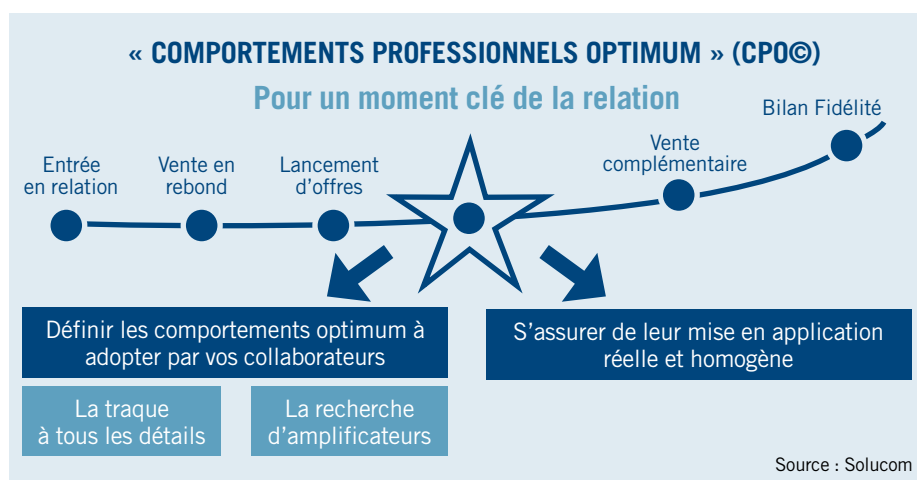 « COMPORTEMENTS PROFESSIONNELS OPTIMUM » (CPO©)
Pour un moment clé de la relation
Bilan Fidélité
Entrée
en relation
Vente en
rebond
Lancement
d’offres
Vente
complémentaire
Définir les comportements optimum à
adopter par vos collaborateurs
S’assurer de leur mise en application
réelle et homogène
La traque
à tous les détails
La recherche
d’amplificateurs
Source : Solucom